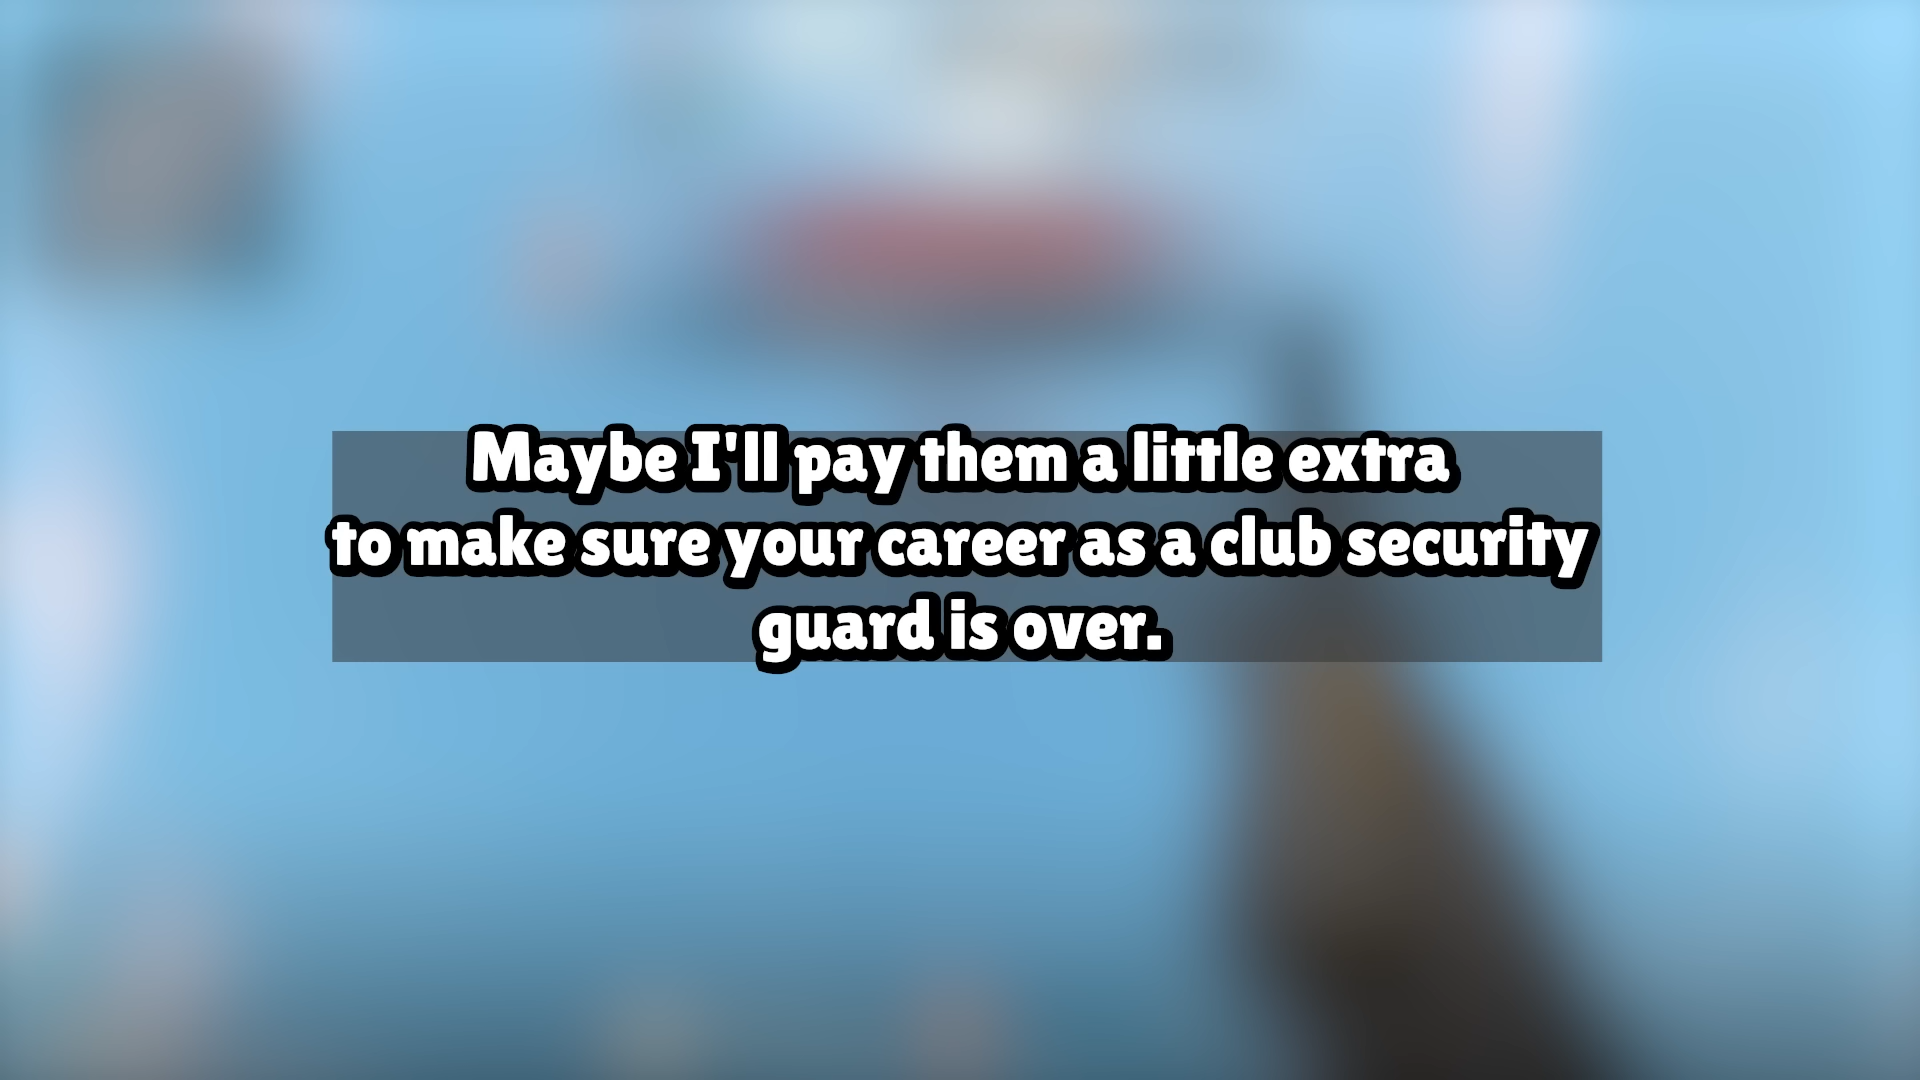 Maybe I'll pay them a little extra
to make sure your career as a club security
guard is over.